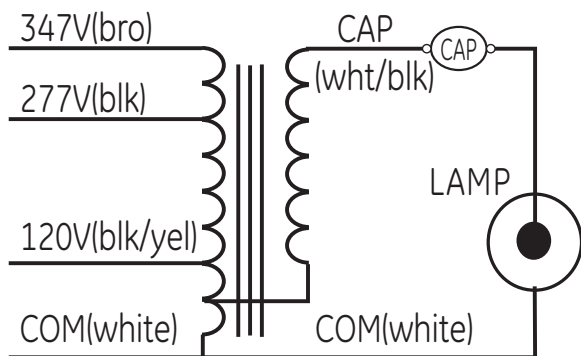 347V(bro)
CAP
CAP
277V(blk)
(wht/blk)
LAMP
120V(blk/yel)
COM(white)
COM(white)